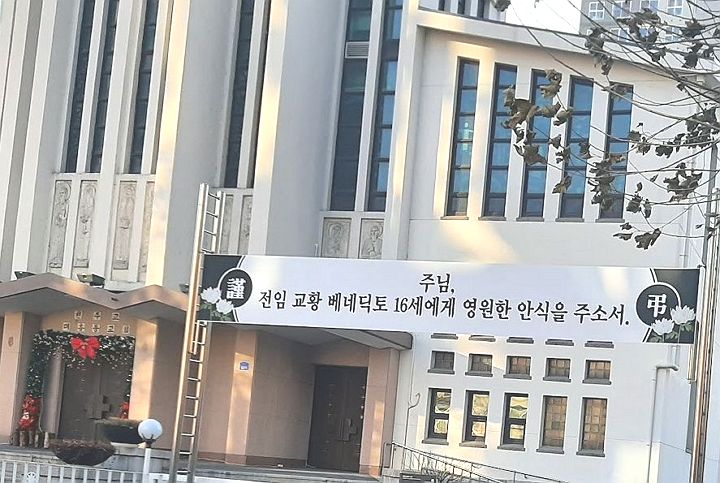 謹
주님,
전임 교황 베네딕토 16세에게 영원한 안식을 주소서.
弔